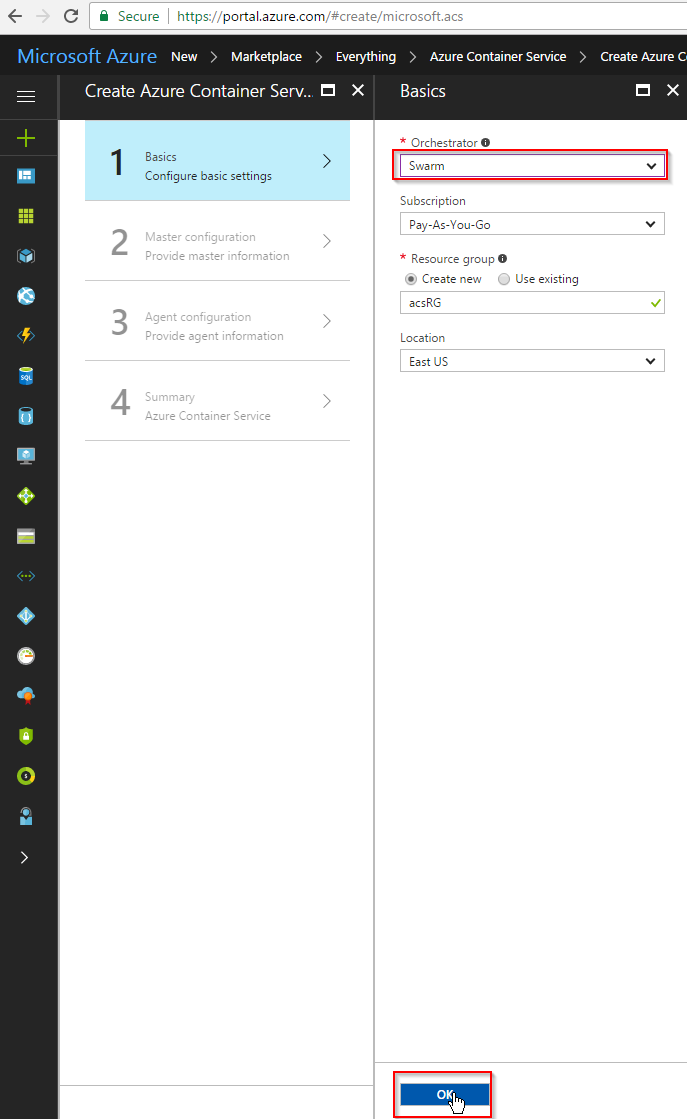 Secure https://portal.azure.com/#create/microsoft.acs
Microsoft Azure New Marketplace Everything Azure Container Service Create Azure C
Create Azure Container Serv...
1
Basics
Configure basic settings
2
Master configuration
Provide master information
3
Agent configuration
Provide agent information
4
Summary
Azure Container Service
Basics
* Orchestrator
Swarm
Subscription
Pay-As-You-Go
* Resource group
Create new Use existing
acsRG
Location
East US
OK
SQL